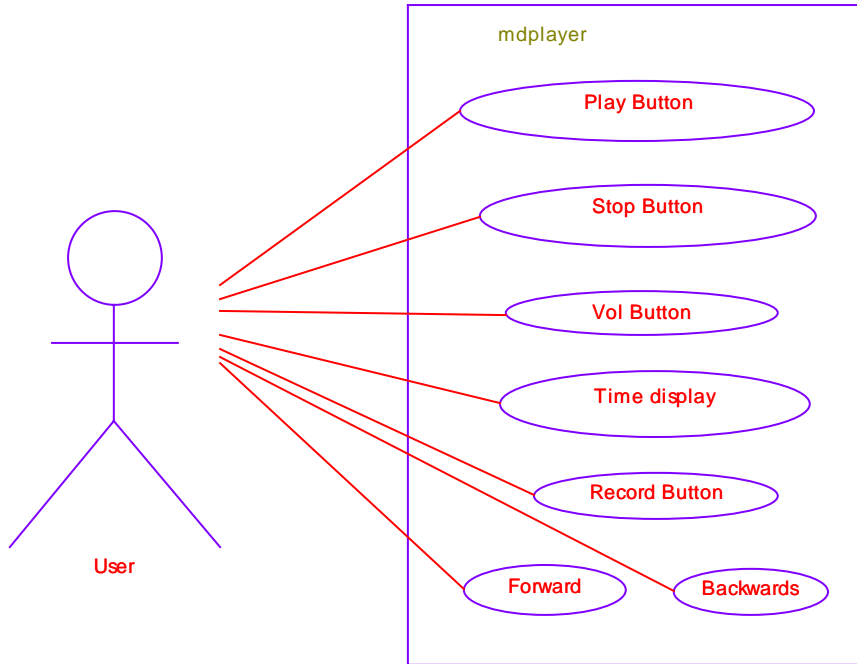 mdplayer
Play Button
Stop Button
Vol Button
Time display
Record Button
User
Forward
Backwards